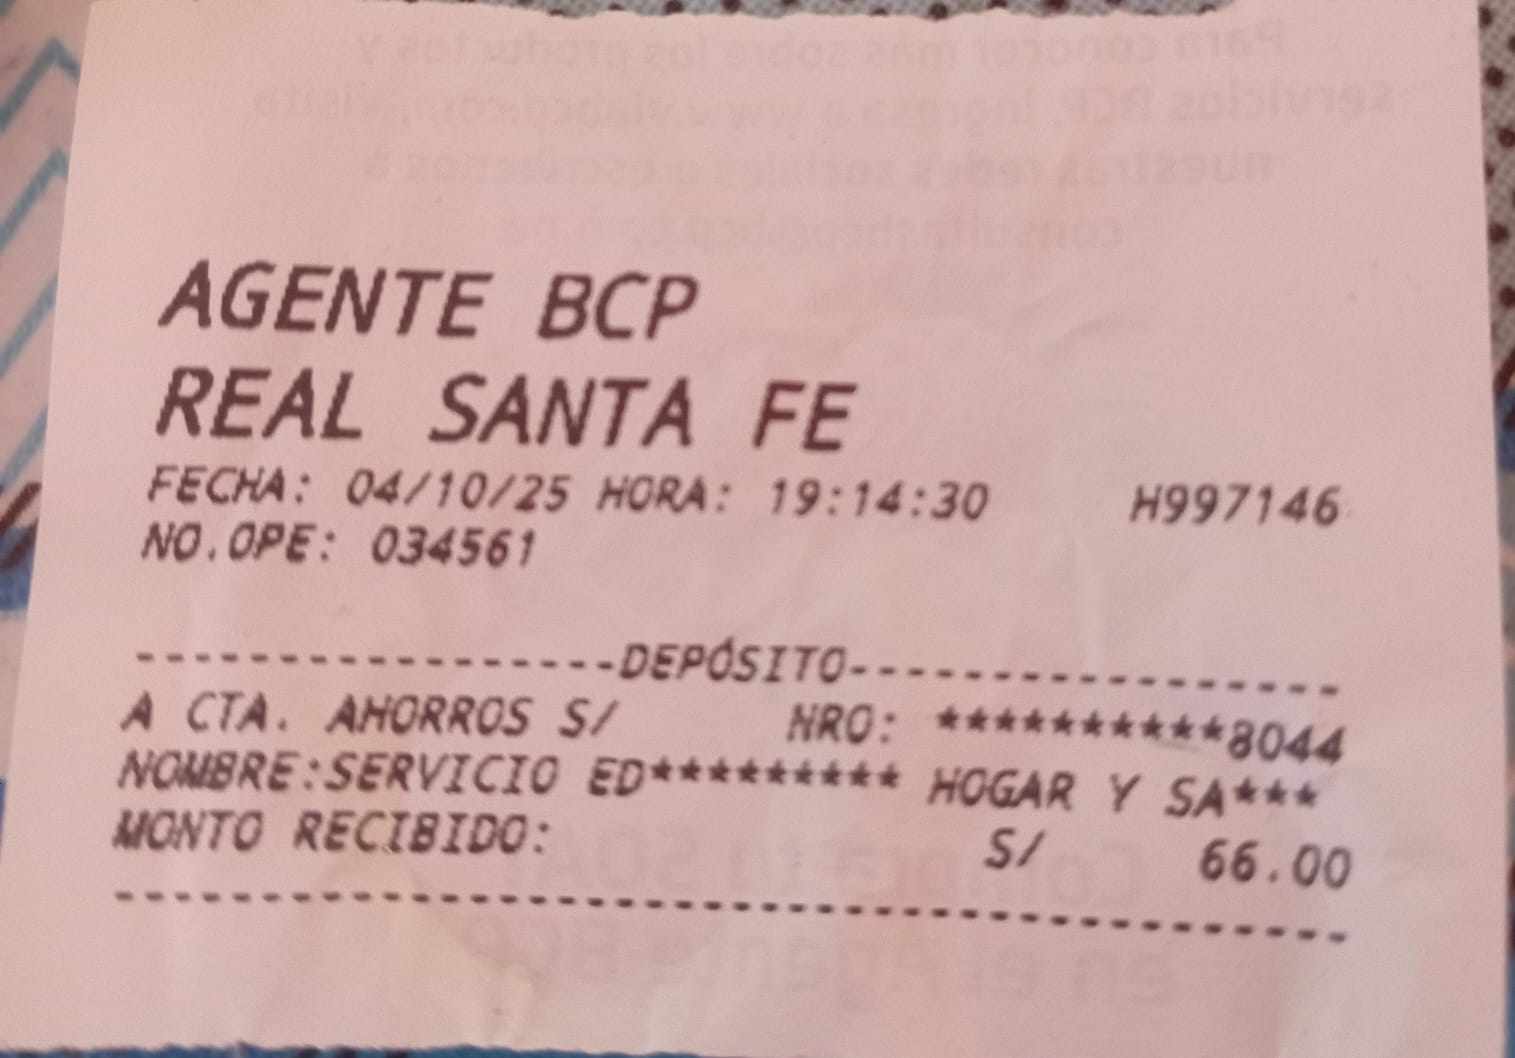 AGENTE BCP
REAL SANTA FE
FECHA: 04/10/25 HORA: 19:14:30 H997146
NO.OPE: 034561
-----------------DEPÓSITO-----------------
A CTA. AHORROS S/ NRO: **********8044
NOMBRE:SERVICIO ED********* HOGAR Y SA***
MONTO RECIBIDO: S/ 66.00
--------------------------------------------